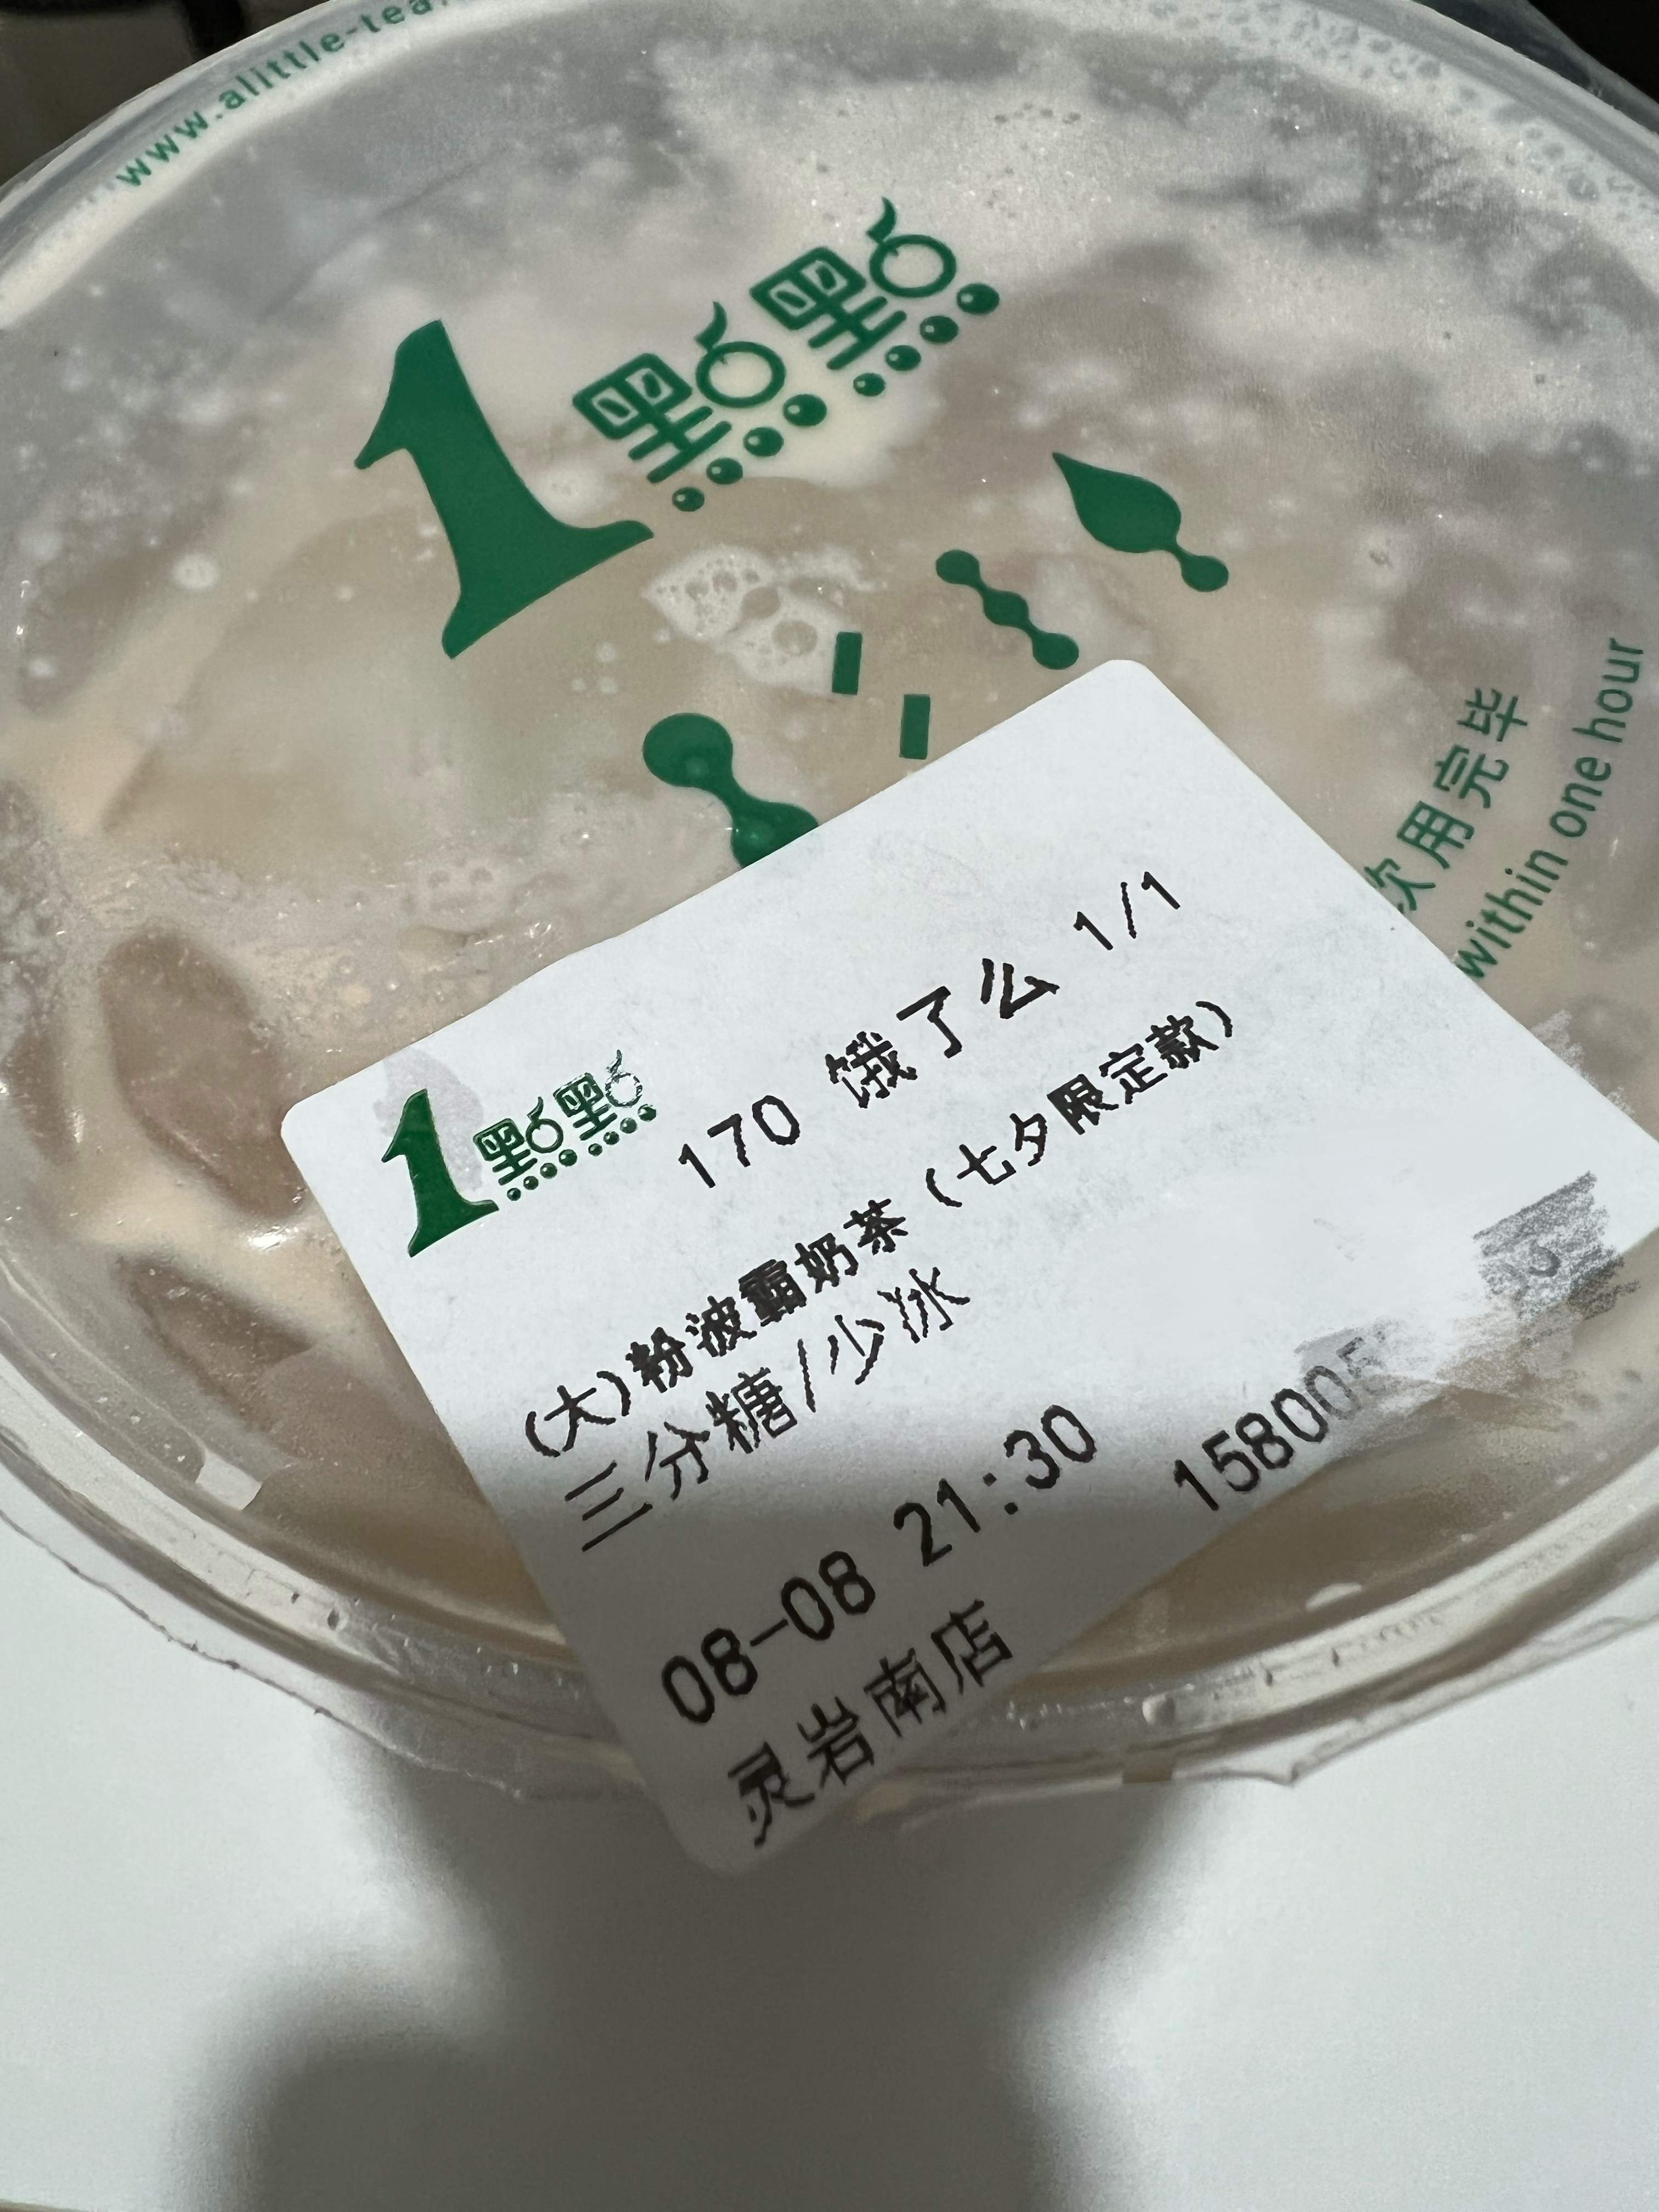 www.alittle-tea.
1點點
饮用完毕
within one hour
1點點
170 饿了么 1/1
(大)粉波霸奶茶(七夕限定款)
三分糖/少冰
08-08 21:30
158005
灵岩南店